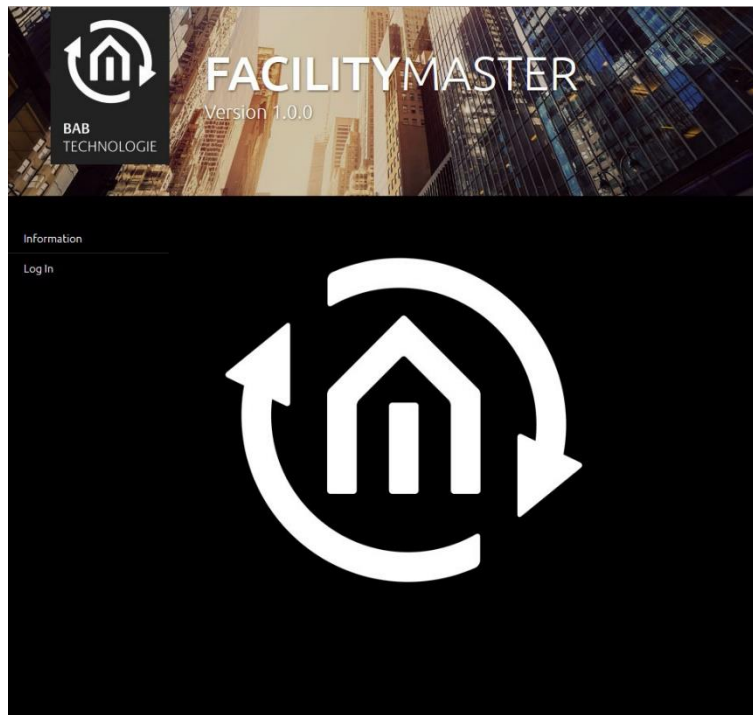 BAB
TECHNOLOGIE
FACILITYMASTER
Version 1.0.0
Information
Log In